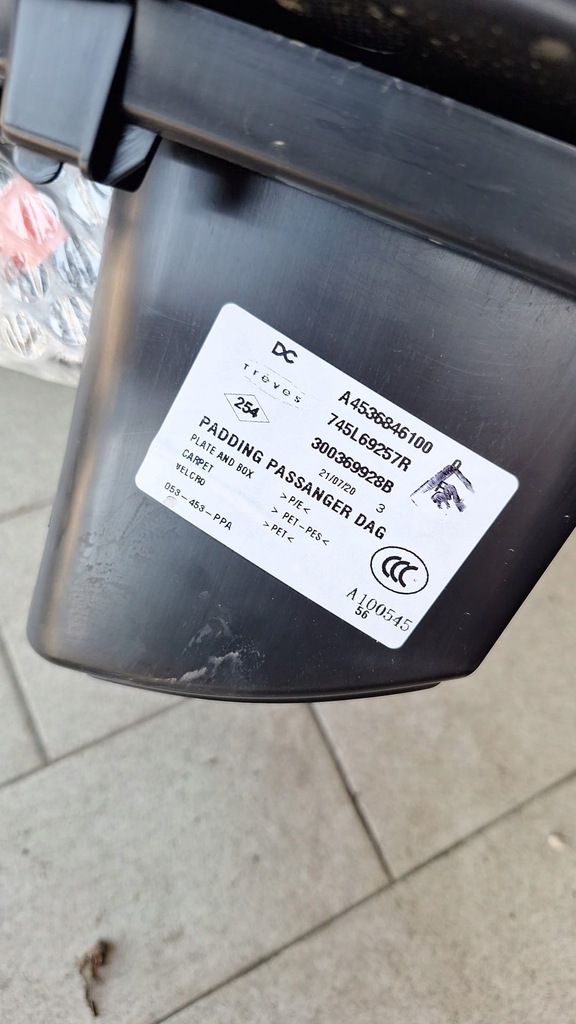 DC
Trèves
254
A4536846100
745L69257R
300369928B
21/07/20 3
PADDING PASSANGER DAG
PLATE AND BOX >P/E<
CARPET >PET-PES<
VELCRO >PET<
053-453-PPA
CCC
A100545
56